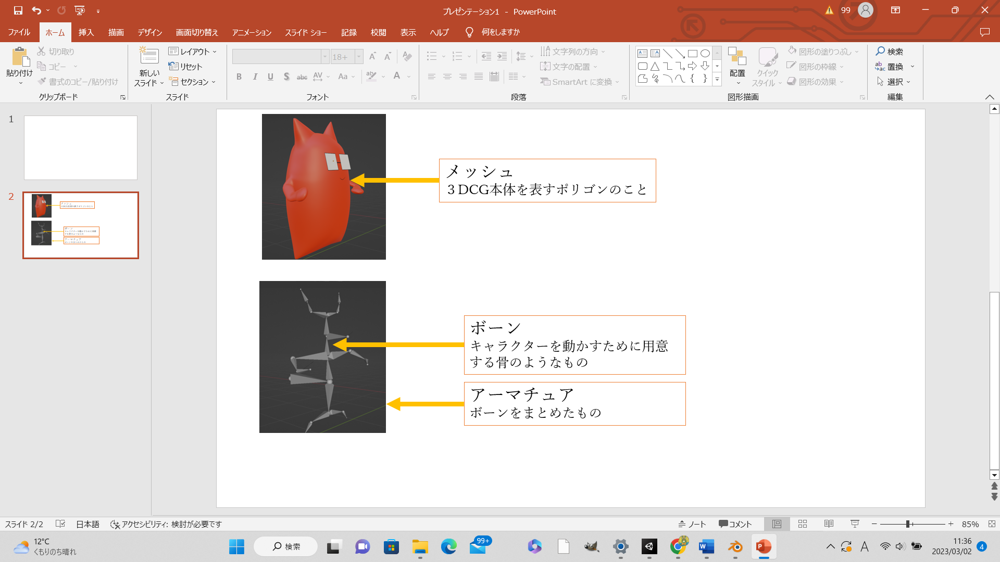 プレゼンテーション1 - PowerPoint
99
ファイル ホーム 挿入 描画 デザイン 画面切り替え アニメーション スライド ショー 記録 校閲 表示 ヘルプ 何をしますか
貼り付け
切り取り
コピー
書式のコピー/貼り付け
クリップボード
新しい
スライド
レイアウト
リセット
セクション
スライド
18+
B I U S abc AV Aa A
フォント
文字列の方向
文字の配置
SmartArt に変換
段落
配置
クイック
スタイル
図形の塗りつぶし
図形の枠線
図形の効果
図形描画
検索
置換
選択
編集
1
2
メッシュ
３DCG本体を表すポリゴンのこと
ボーン
キャラクターを動かすために用意
する骨のようなもの
アーマチュア
ボーンをまとめたもの
スライド 2/2 日本語 アクセシビリティ: 検討が必要です ノート コメント 85%
12°C
くもりのち晴れ
検索
99+
A
11:36
2023/03/02
4